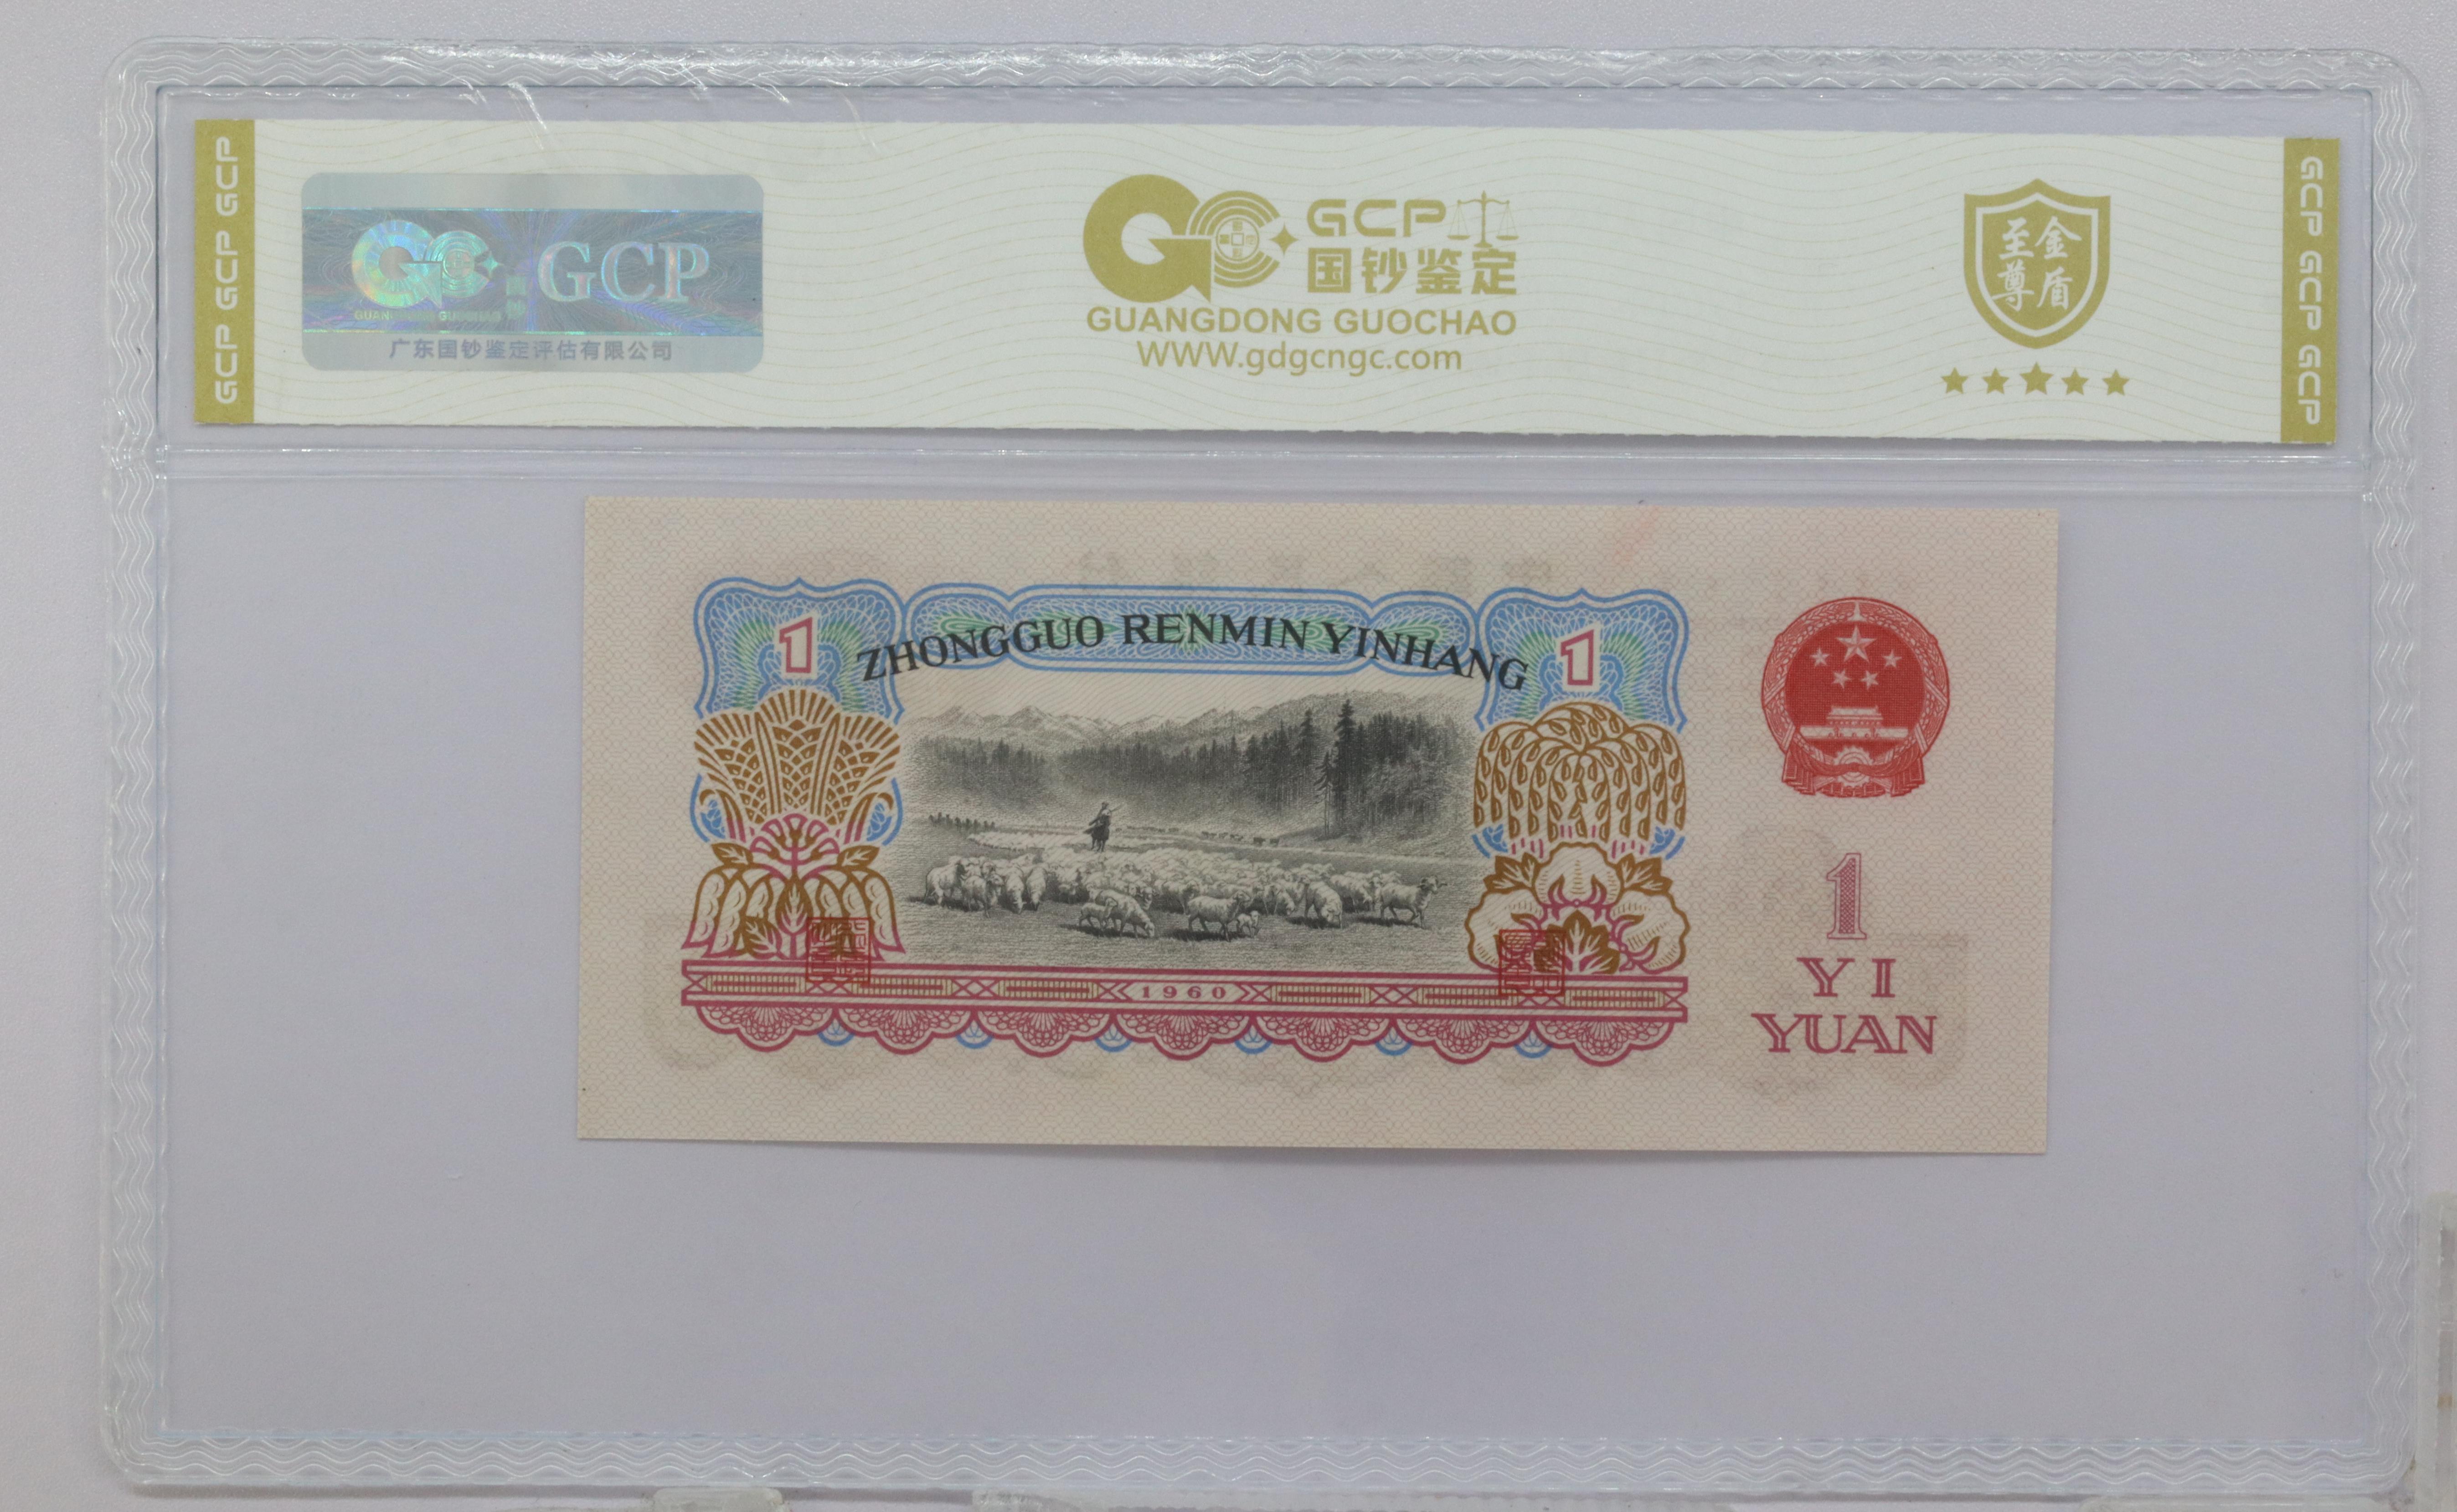 GCP GCP GCP
GCP
GUANGDONG GUOCHAO
广东国钞鉴定评估有限公司
GCP
国钞鉴定
GUANGDONG GUOCHAO
WWW.gdgcngc.com
至尊金盾
GCP GCP GCP
1 ZHONGGUO RENMIN YINHANG 1
1960
1
YI
YUAN